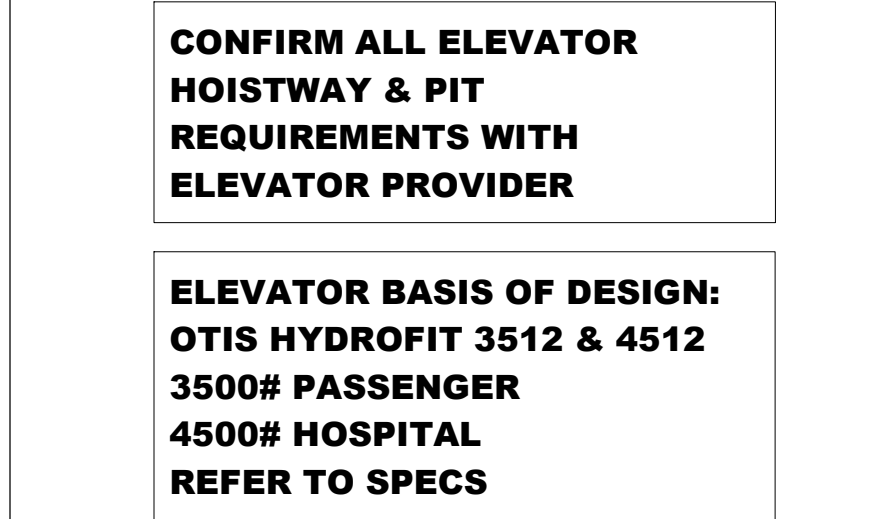 CONFIRM ALL ELEVATOR
HOISTWAY & PIT
REQUIREMENTS WITH
ELEVATOR PROVIDER
ELEVATOR BASIS OF DESIGN:
OTIS HYDROFIT 3512 & 4512
3500# PASSENGER
4500# HOSPITAL
REFER TO SPECS